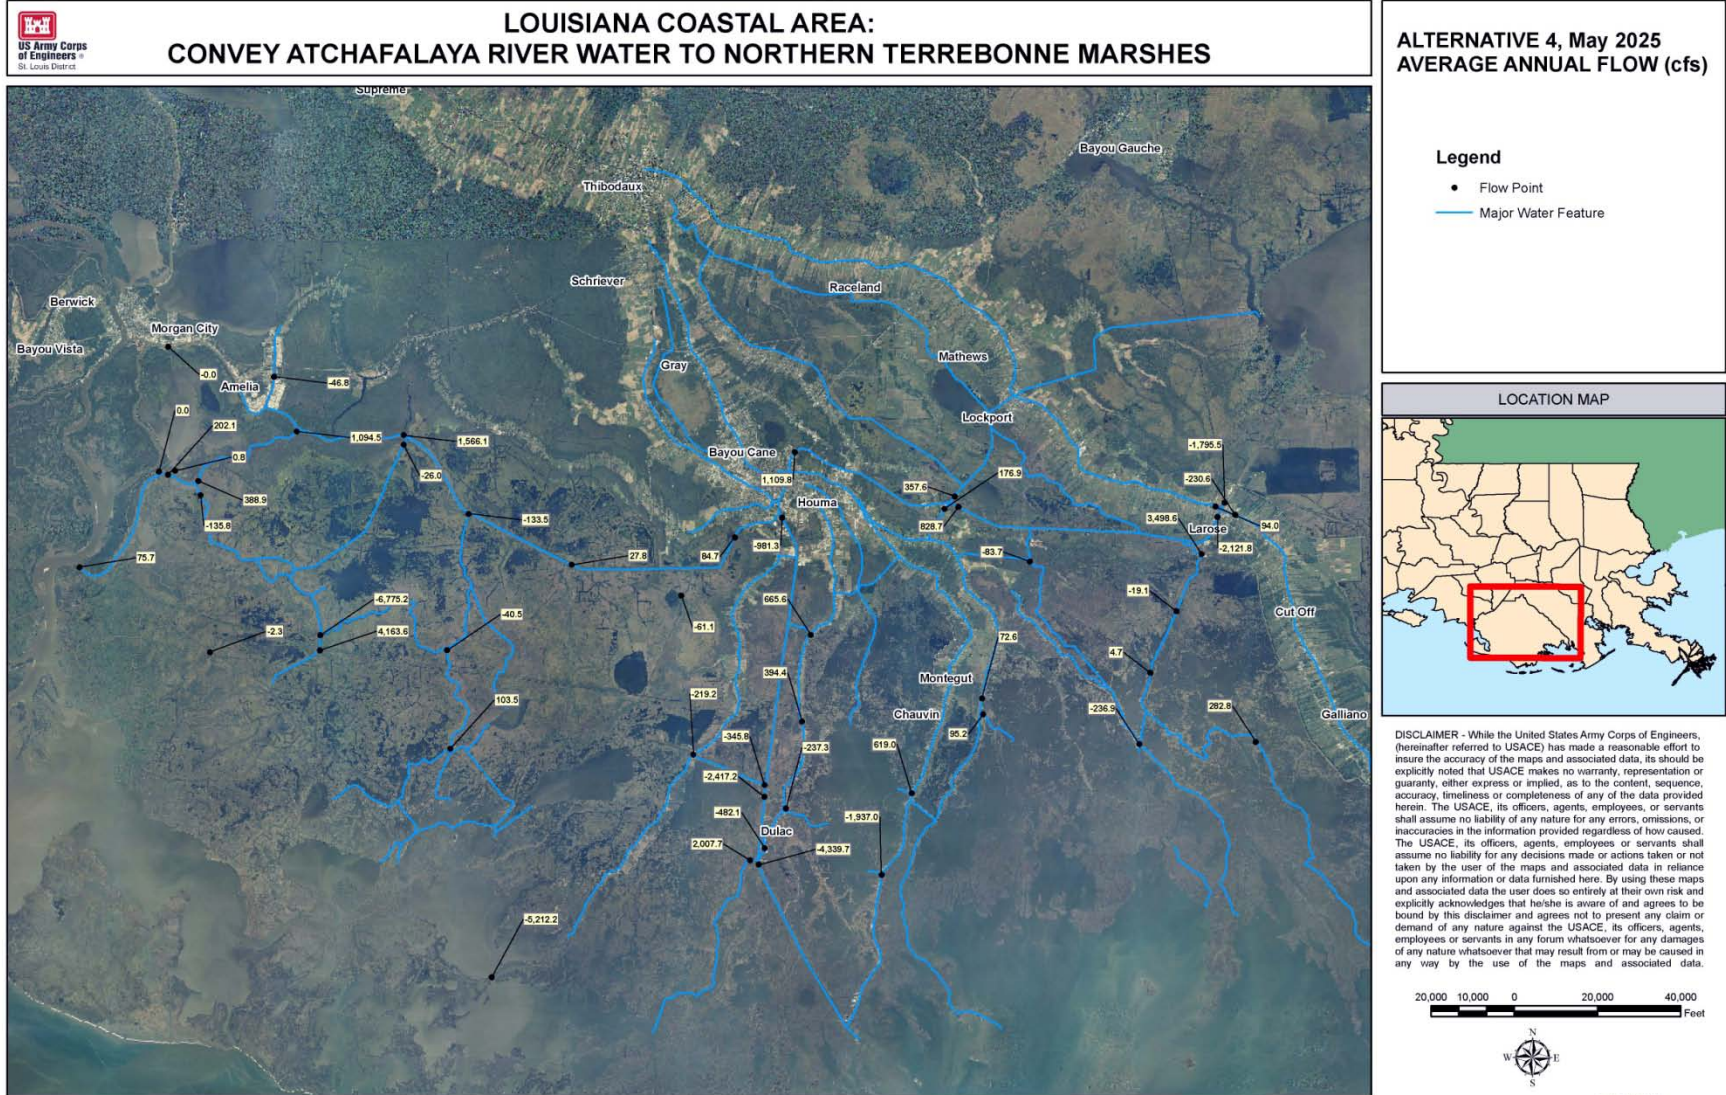 LOUISIANA COASTAL AREA:
CONVEY ATCHAFALAYA RIVER WATER TO NORTHERN TERREBONNE MARSHES
US Army Corps
of Engineers ®
St. Louis District
ALTERNATIVE 4, May 2025
AVERAGE ANNUAL FLOW (cfs)
Legend
Flow Point
Major Water Feature
Supreme
Bayou Gauche
Thibodaux
Schriever
Raceland
Berwick
Morgan City
Bayou Vista
Mathews
Gray
-0.0
-46.8
Amelia
0.0
Lockport
202.1
1,094.5
1,566.1
-1,795.5
Bayou Cane
0.8
-26.0
1,109.8
357.6
176.9
-230.6
388.9
Houma
-135.8
-133.5
828.7
3,498.6
Larose
94.0
75.7
27.8
84.7
-981.3
-83.7
-2,121.8
-6,775.2
-40.5
665.6
-19.1
Cut Off
-2.3
4,163.6
-61.1
72.6
4.7
394.4
Montegut
103.5
-219.2
Chauvin
-236.9
282.8
Galliano
-345.8
-237.3
619.0
95.2
-2,417.2
-482.1
-1,937.0
Dulac
2,007.7
-4,339.7
-5,212.2
LOCATION MAP
DISCLAIMER - While the United States Army Corps of Engineers,
(hereinafter referred to USACE) has made a reasonable effort to
insure the accuracy of the maps and associated data, its should be
explicitly noted that USACE makes no warranty, representation or
guaranty, either express or implied, as to the content, sequence,
accuracy, timeliness or completeness of any of the data provided
herein. The USACE, its officers, agents, employees, or servants
shall assume no liability of any nature for any errors, omissions, or
inaccuracies in the information provided regardless of how caused.
The USACE, its officers, agents, employees or servants shall
assume no liability for any decisions made or actions taken or not
taken by the user of the maps and associated data in reliance
upon any information or data furnished here. By using these maps
and associated data the user does so entirely at their own risk and
explicitly acknowledges that he/she is aware of and agrees to be
bound by this disclaimer and agrees not to present any claim or
demand of any nature against the USACE, its officers, agents,
employees or servants in any forum whatsoever for any damages
of any nature whatsoever that may result from or may be caused in
any way by the use of the maps and associated data.
20,000 10,000 0 20,000 40,000
Feet
N
W E
S